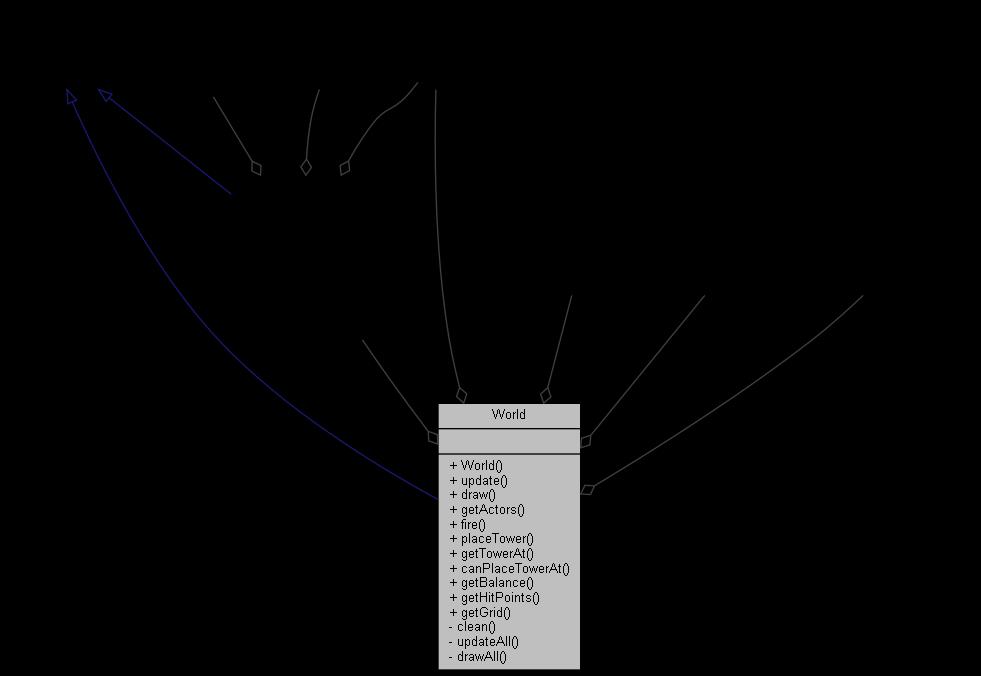 World
+ World()
+ update()
+ draw()
+ getActors()
+ fire()
+ placeTower()
+ getTowerAt()
+ canPlaceTowerAt()
+ getBalance()
+ getHitPoints()
+ getGrid()
- clean()
- updateAll()
- drawAll()